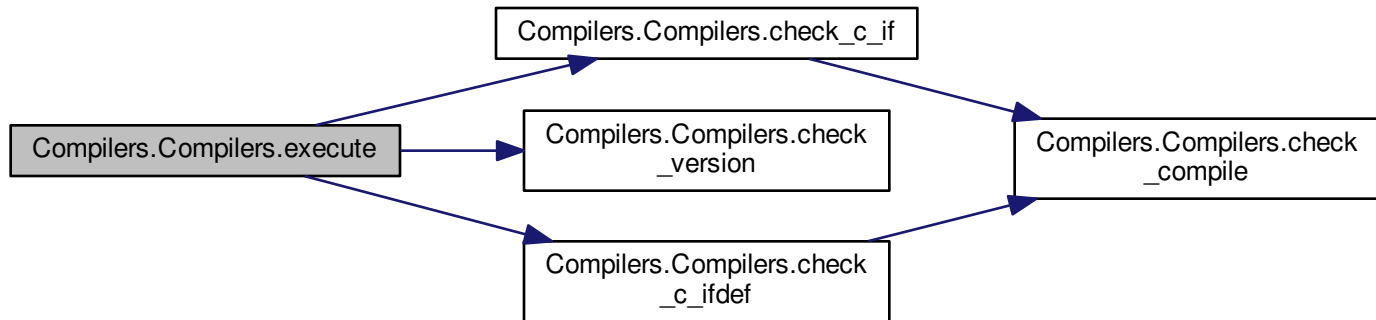 Compilers.Compilers.check_c_if
Compilers.Compilers.execute
Compilers.Compilers.check
_version
Compilers.Compilers.check
_c_ifdef
Compilers.Compilers.check
_compile